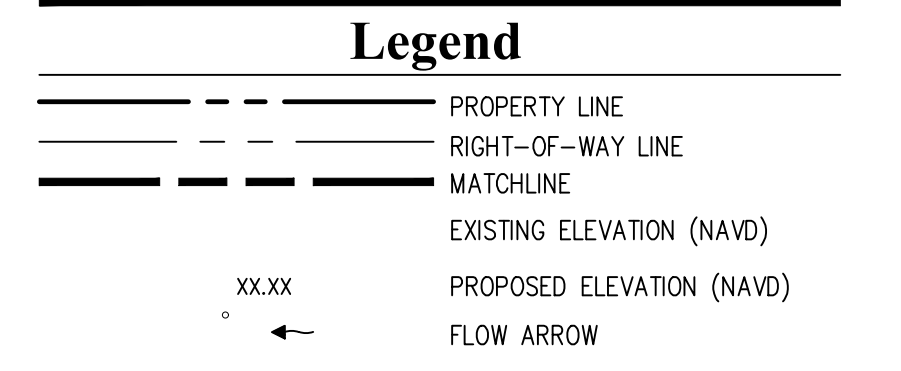 Legend
PROPERTY LINE
RIGHT-OF-WAY LINE
MATCHLINE
EXISTING ELEVATION (NAVD)
XX.XX PROPOSED ELEVATION (NAVD)
FLOW ARROW